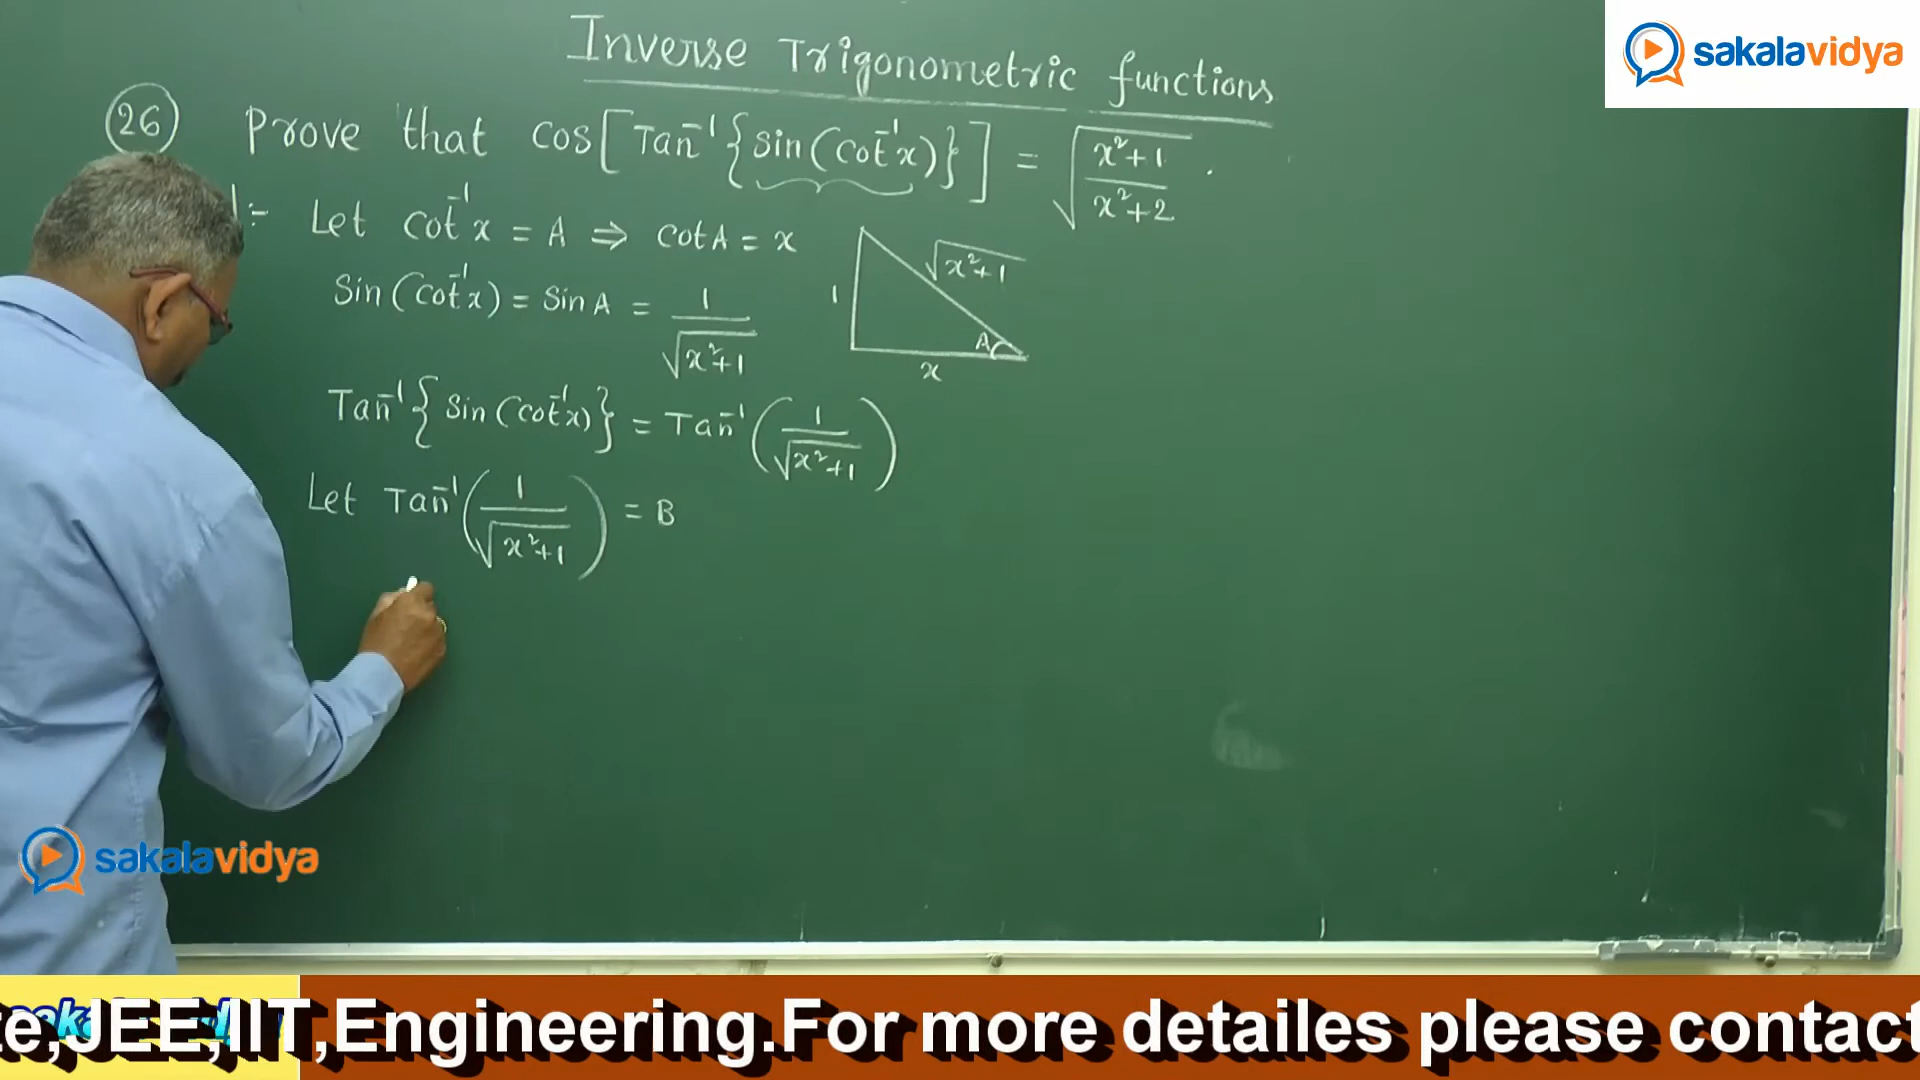 sakalavidya
Inverse Trigonometric functions
26 Prove that cos[Tan⁻¹{sin(cot⁻¹x)}] = √((x²+1)/(x²+2)).
Let cot⁻¹x = A ⇒ cotA = x
Sin(cot⁻¹x) = SinA = 1/√(x²+1)
1
√(x²+1)
A
x
Tan⁻¹{Sin(cot⁻¹x)} = Tan⁻¹(1/√(x²+1))
Let Tan⁻¹(1/√(x²+1)) = B
sakalavidya
,JEE,IIT,Engineering.For more detailes please contact